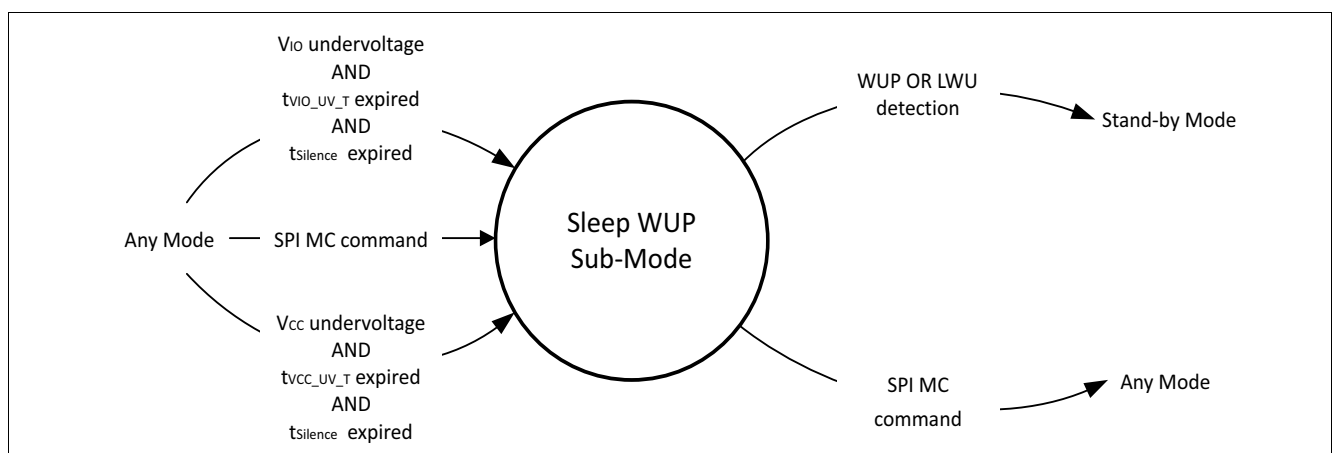 VIO undervoltage
AND
tVIO_UV_T expired
AND
tSilence expired
Any Mode
SPI MC command
VCC undervoltage
AND
tVCC_UV_T expired
AND
tSilence expired
Sleep WUP
Sub-Mode
WUP OR LWU
detection
Stand-by Mode
SPI MC
command
Any Mode